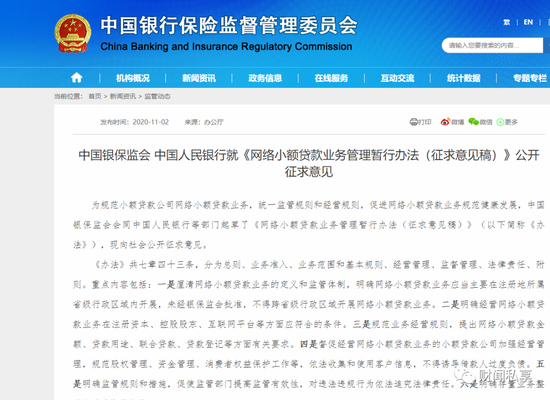 中国银行保险监督管理委员会
China Banking and Insurance Regulatory Commission
繁 EN
请输入您要搜索的内容...
机构概况 新闻资讯 政务信息 在线服务 互动交流 统计数据 专题专栏
当前位置: 首页 > 新闻资讯 > 监管动态
发布时间: 2020-11-02 来源: 办公厅 打印 微博 微信 更多
中国银保监会 中国人民银行就《网络小额贷款业务管理暂行办法（征求意见稿）》公开
征求意见
为规范小额贷款公司网络小额贷款业务，统一监管规则和经营规则，促进网络小额贷款业务规范健康发展，中国
银保监会会同中国人民银行等部门起草了《网络小额贷款业务管理暂行办法（征求意见稿）》（以下简称《办
法》），现向社会公开征求意见。
《办法》共七章四十三条，分为总则、业务准入、业务范围和基本规则、经营管理、监督管理、法律责任、附
则。重点内容包括：一是厘清网络小额贷款业务的定义和监管体制，明确网络小额贷款业务应当主要在注册地所属
省级行政区域内开展，未经银保监会批准，不得跨省级行政区域开展网络小额贷款业务。二是明确经营网络小额贷
款业务在注册资本、控股股东、互联网平台等方面应符合的条件。三是规范业务经营规则，提出网络小额贷款金
额、贷款用途、联合贷款、贷款登记等方面有关要求。四是督促经营网络小额贷款业务的小额贷款公司加强经营管
理，规范股权管理、资金管理、消费者权益保护工作等，依法收集和使用客户信息，不得诱导借款人过度负债。五
是明确监管规则和措施，促使监管部门提高监管有效性，对违法违规行为依法追究法律责任。六是明确存量业务整
财闻私享